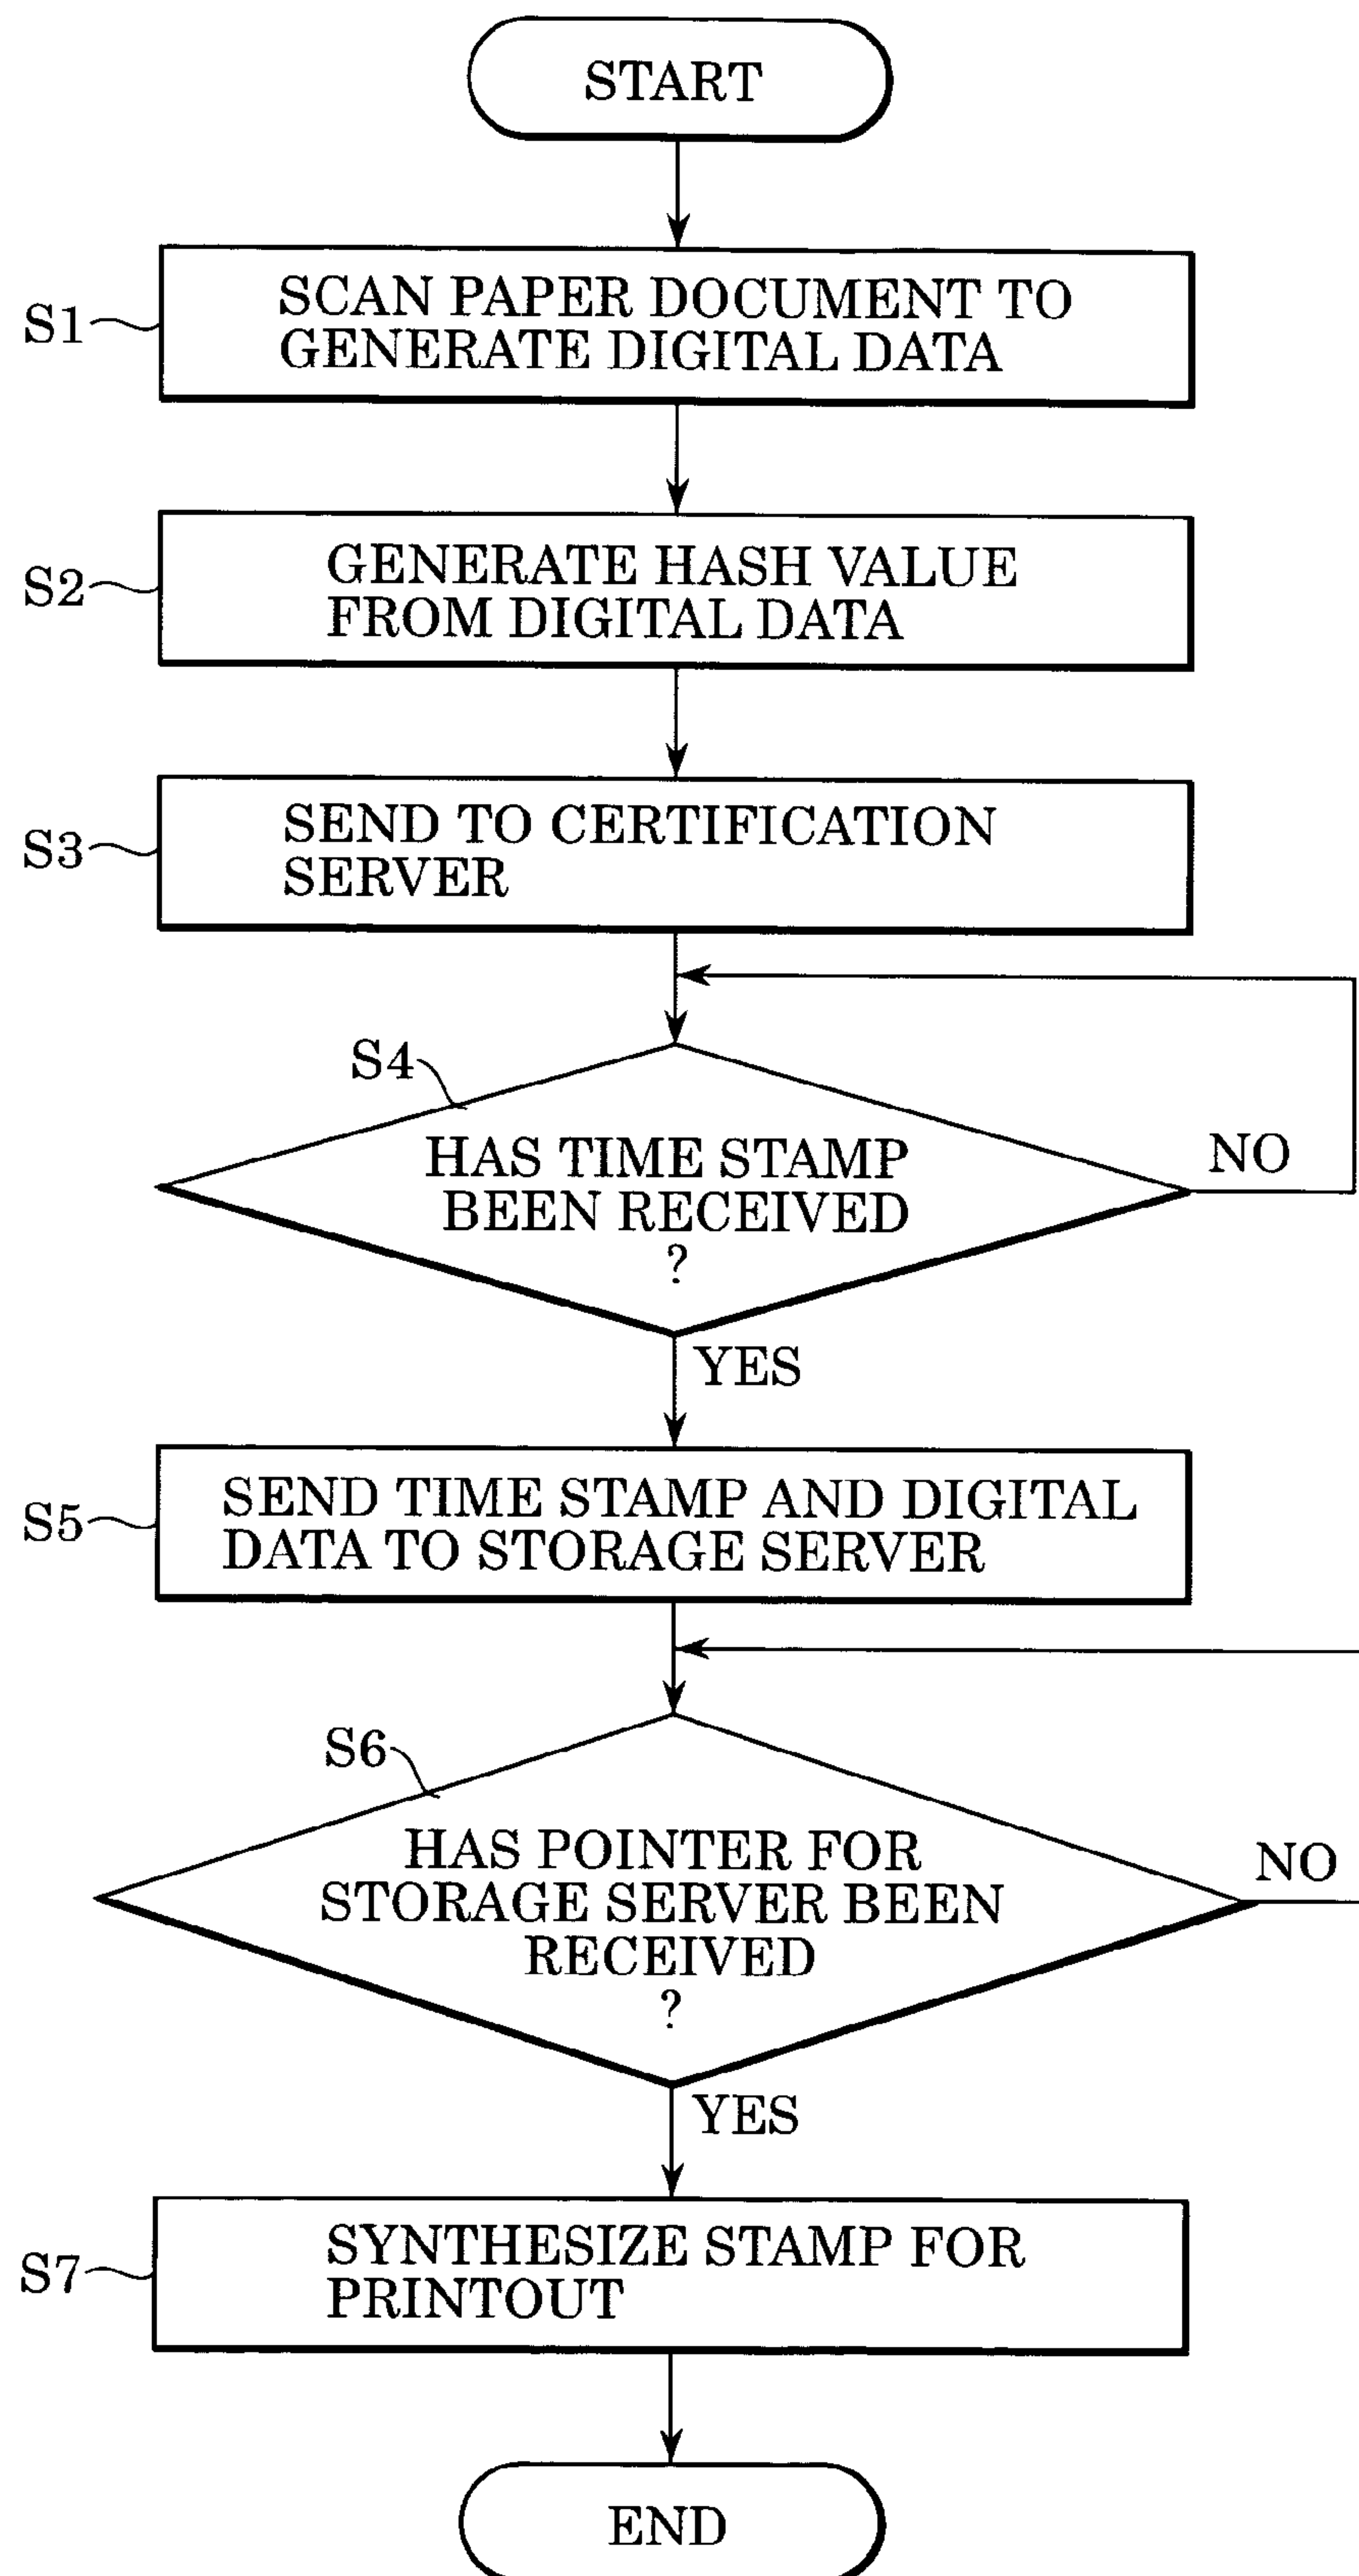 START
S1
SCAN PAPER DOCUMENT TO
GENERATE DIGITAL DATA
S2
GENERATE HASH VALUE
FROM DIGITAL DATA
S3
SEND TO CERTIFICATION
SERVER
S4
HAS TIME STAMP
BEEN RECEIVED
?
NO
YES
S5
SEND TIME STAMP AND DIGITAL
DATA TO STORAGE SERVER
S6
HAS POINTER FOR
STORAGE SERVER BEEN
RECEIVED
?
NO
YES
S7
SYNTHESIZE STAMP FOR
PRINTOUT
END